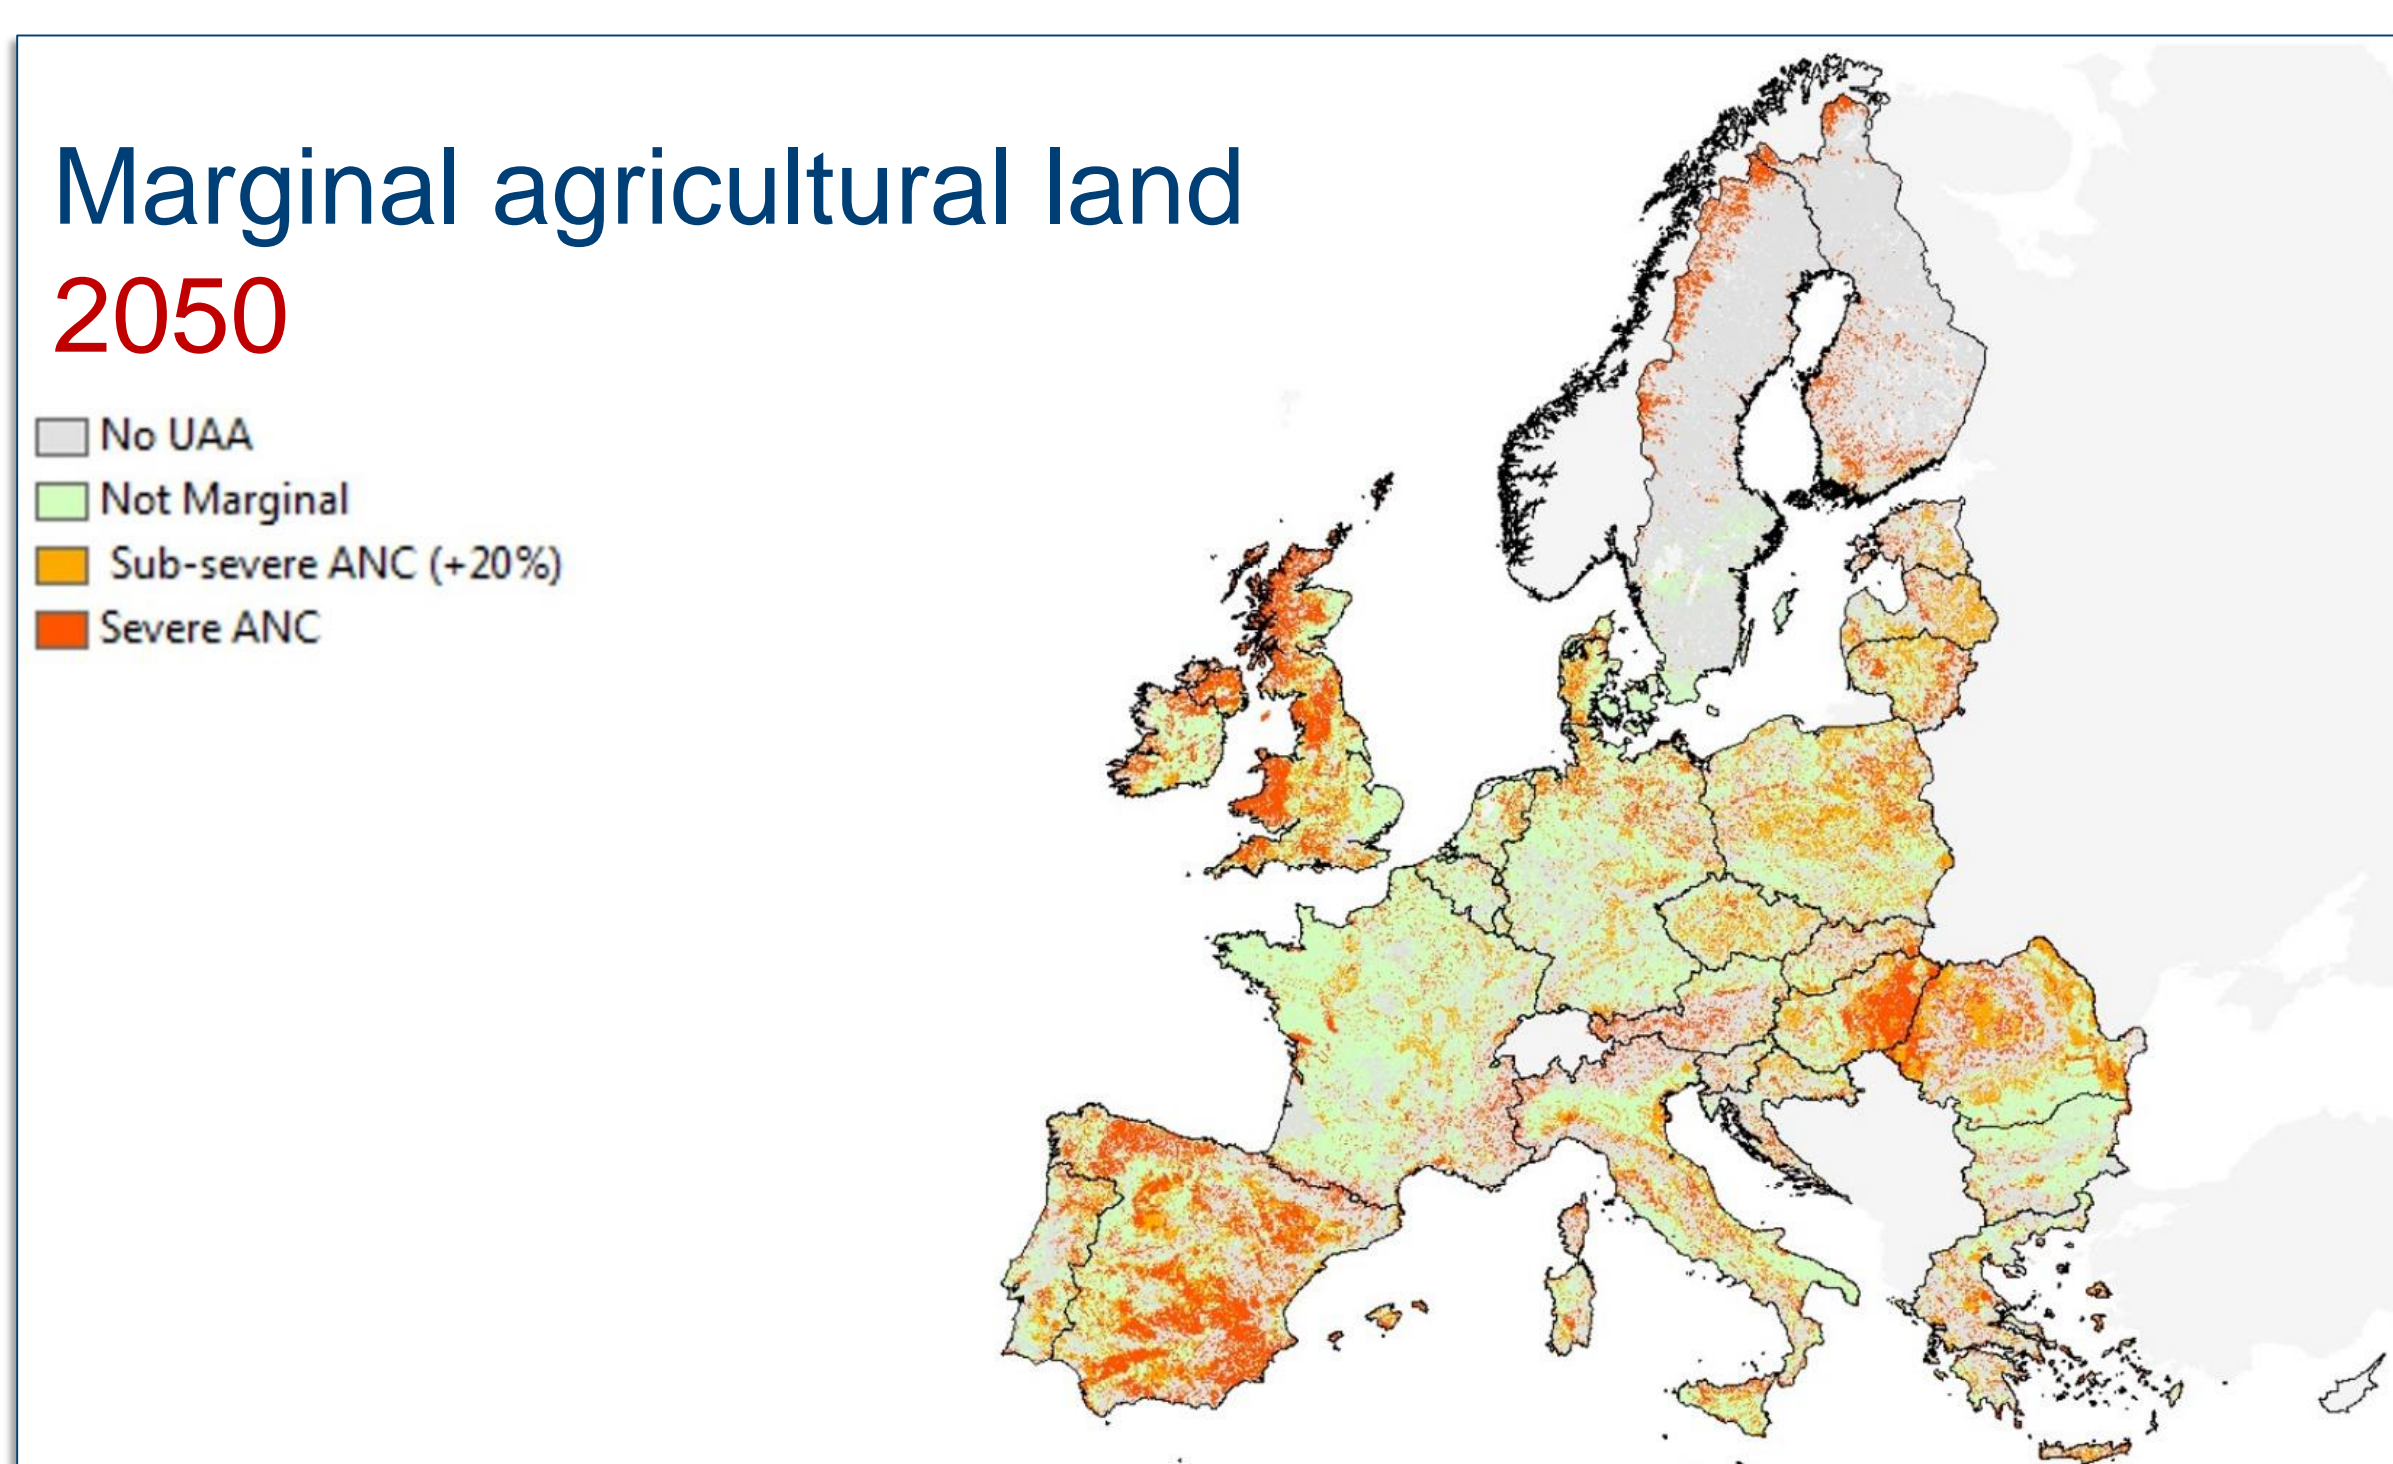 Marginal agricultural land
2050
No UAA
Not Marginal
Sub-severe ANC (+20%)
Severe ANC